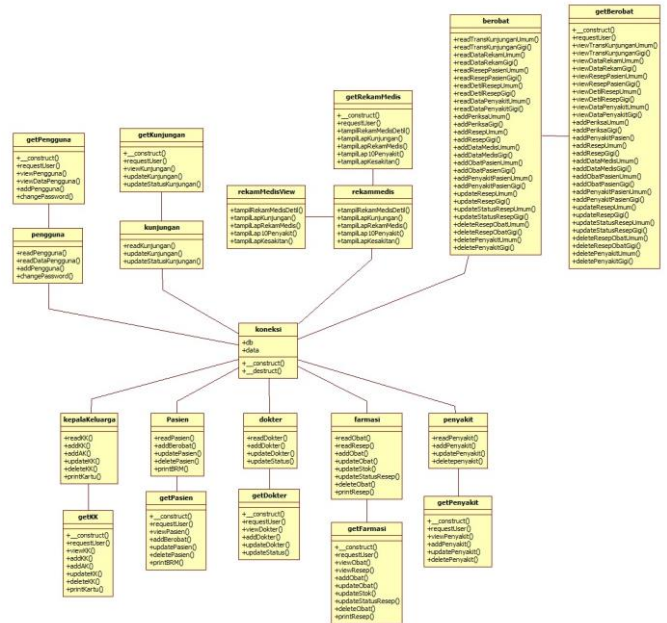 getPengguna
+__construct()
+requestUser()
+viewPengguna()
+viewDataPengguna()
+addPengguna()
+changePassword()
pengguna
+readPengguna()
+readDataPengguna()
+addPengguna()
+changePassword()
getKunjungan
+__construct()
+requestUser()
+viewKunjungan()
+updateKunjungan()
+updateStatusKunjungan()
kunjungan
+readKunjungan()
+updateKunjungan()
+updateStatusKunjungan()
getRekamMedis
+__construct()
+requestUser()
+tampilRekamMedisDetil()
+tampilLapKunjungan()
+tampilLapRekamMedis()
+tampilLap10Penyakit()
+tampilLapKesakitan()
rekamMedisView
+tampilRekamMedisDetil()
+tampilLapKunjungan()
+tampilLapRekamMedis()
+tampilLap10Penyakit()
+tampilLapKesakitan()
rekammedis
+tampilRekamMedisDetil()
+tampilLapKunjungan()
+tampilLapRekamMedis()
+tampilLap10Penyakit()
+tampilLapKesakitan()
berobat
+readTransKunjunganUmum()
+readTransKunjunganGigi()
+readDataRekamUmum()
+readDataRekamGigi()
+readResepPasienUmum()
+readResepPasienGigi()
+readDetilResepUmum()
+readDetilResepGigi()
+readDataPenyakitUmum()
+readDataPenyakitGigi()
+addPeriksaUmum()
+addPeriksaGigi()
+addResepUmum()
+addResepGigi()
+addDataMedisUmum()
+addDataMedisGigi()
+addObatPasienUmum()
+addObatPasienGigi()
+addPenyakitPasienUmum()
+addPenyakitPasienGigi()
+updateResepUmum()
+updateResepGigi()
+updateStatusResepUmum()
+updateStatusResepGigi()
+deleteResepObatUmum()
+deleteResepObatGigi()
+deletePenyakitUmum()
+deletePenyakitGigi()
getBerobat
+__construct()
+requestUser()
+viewTransKunjunganUmum()
+viewTransKunjunganGigi()
+viewDataRekamUmum()
+viewDataRekamGigi()
+viewResepPasienUmum()
+viewResepPasienGigi()
+viewDetilResepUmum()
+viewDetilResepGigi()
+viewDataPenyakitUmum()
+viewDataPenyakitGigi()
+addPeriksaUmum()
+addPeriksaGigi()
+addPenyakitPasien()
+addResepUmum()
+addResepGigi()
+addDataMedisUmum()
+addDataMedisGigi()
+addObatPasienUmum()
+addObatPasienGigi()
+addPenyakitPasienUmum()
+addPenyakitPasienGigi()
+updateResepUmum()
+updateResepGigi()
+updateStatusResepUmum()
+updateStatusResepGigi()
+deleteResepObatUmum()
+deleteResepObatGigi()
+deletePenyakitUmum()
+deletePenyakitGigi()
koneksi
+db
+data
+__construct()
+__destruct()
kepalaKeluarga
+readKK()
+addKK()
+addAK()
+updateKK()
+deleteKK()
+printKartu()
getKK
+__construct()
+requestUser()
+viewKK()
+addKK()
+addAK()
+updateKK()
+deleteKK()
+printKartu()
Pasien
+readPasien()
+addBerobat()
+updatePasien()
+deletePasien()
+printBRM()
getPasien
+__construct()
+requestUser()
+viewPasien()
+addBerobat()
+updatePasien()
+deletePasien()
+printBRM()
dokter
+readDokter()
+addDokter()
+updateDokter()
+updateStatus()
getDokter
+__construct()
+requestUser()
+viewDokter()
+addDokter()
+updateDokter()
+updateStatus()
farmasi
+readObat()
+readResep()
+addObat()
+updateObat()
+updateStok()
+updateStatusResep()
+deleteObat()
+printResep()
getFarmasi
+__construct()
+requestUser()
+viewObat()
+viewResep()
+addObat()
+updateObat()
+updateStok()
+updateStatusResep()
+deleteObat()
+printResep()
penyakit
+readPenyakit()
+addPenyakit()
+updatePenyakit()
+deletepenyakit()
getPenyakit
+__construct()
+requestUser()
+viewPenyakit()
+addPenyakit()
+updatePenyakit()
+deletePenyakit()